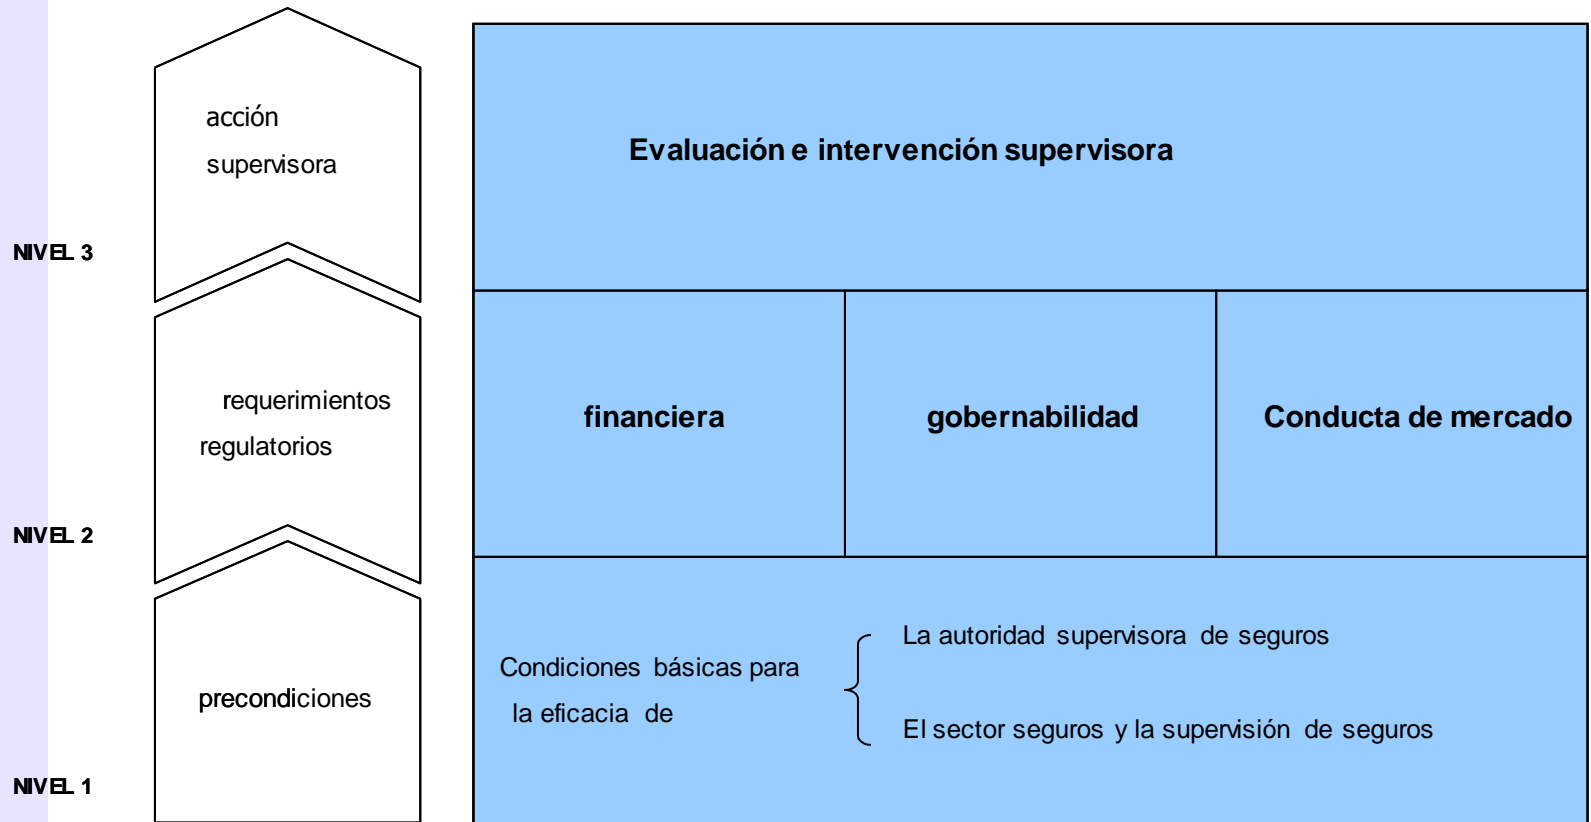 acción
supervisora
Evaluación e intervención supervisora
NIVEL 3
requerimientos
regulatorios
financiera
gobernabilidad
Conducta de mercado
NIVEL 2
precondiciones
Condiciones básicas para
la eficacia de
La autoridad supervisora de seguros
El sector seguros y la supervisión de seguros
NIVEL 1